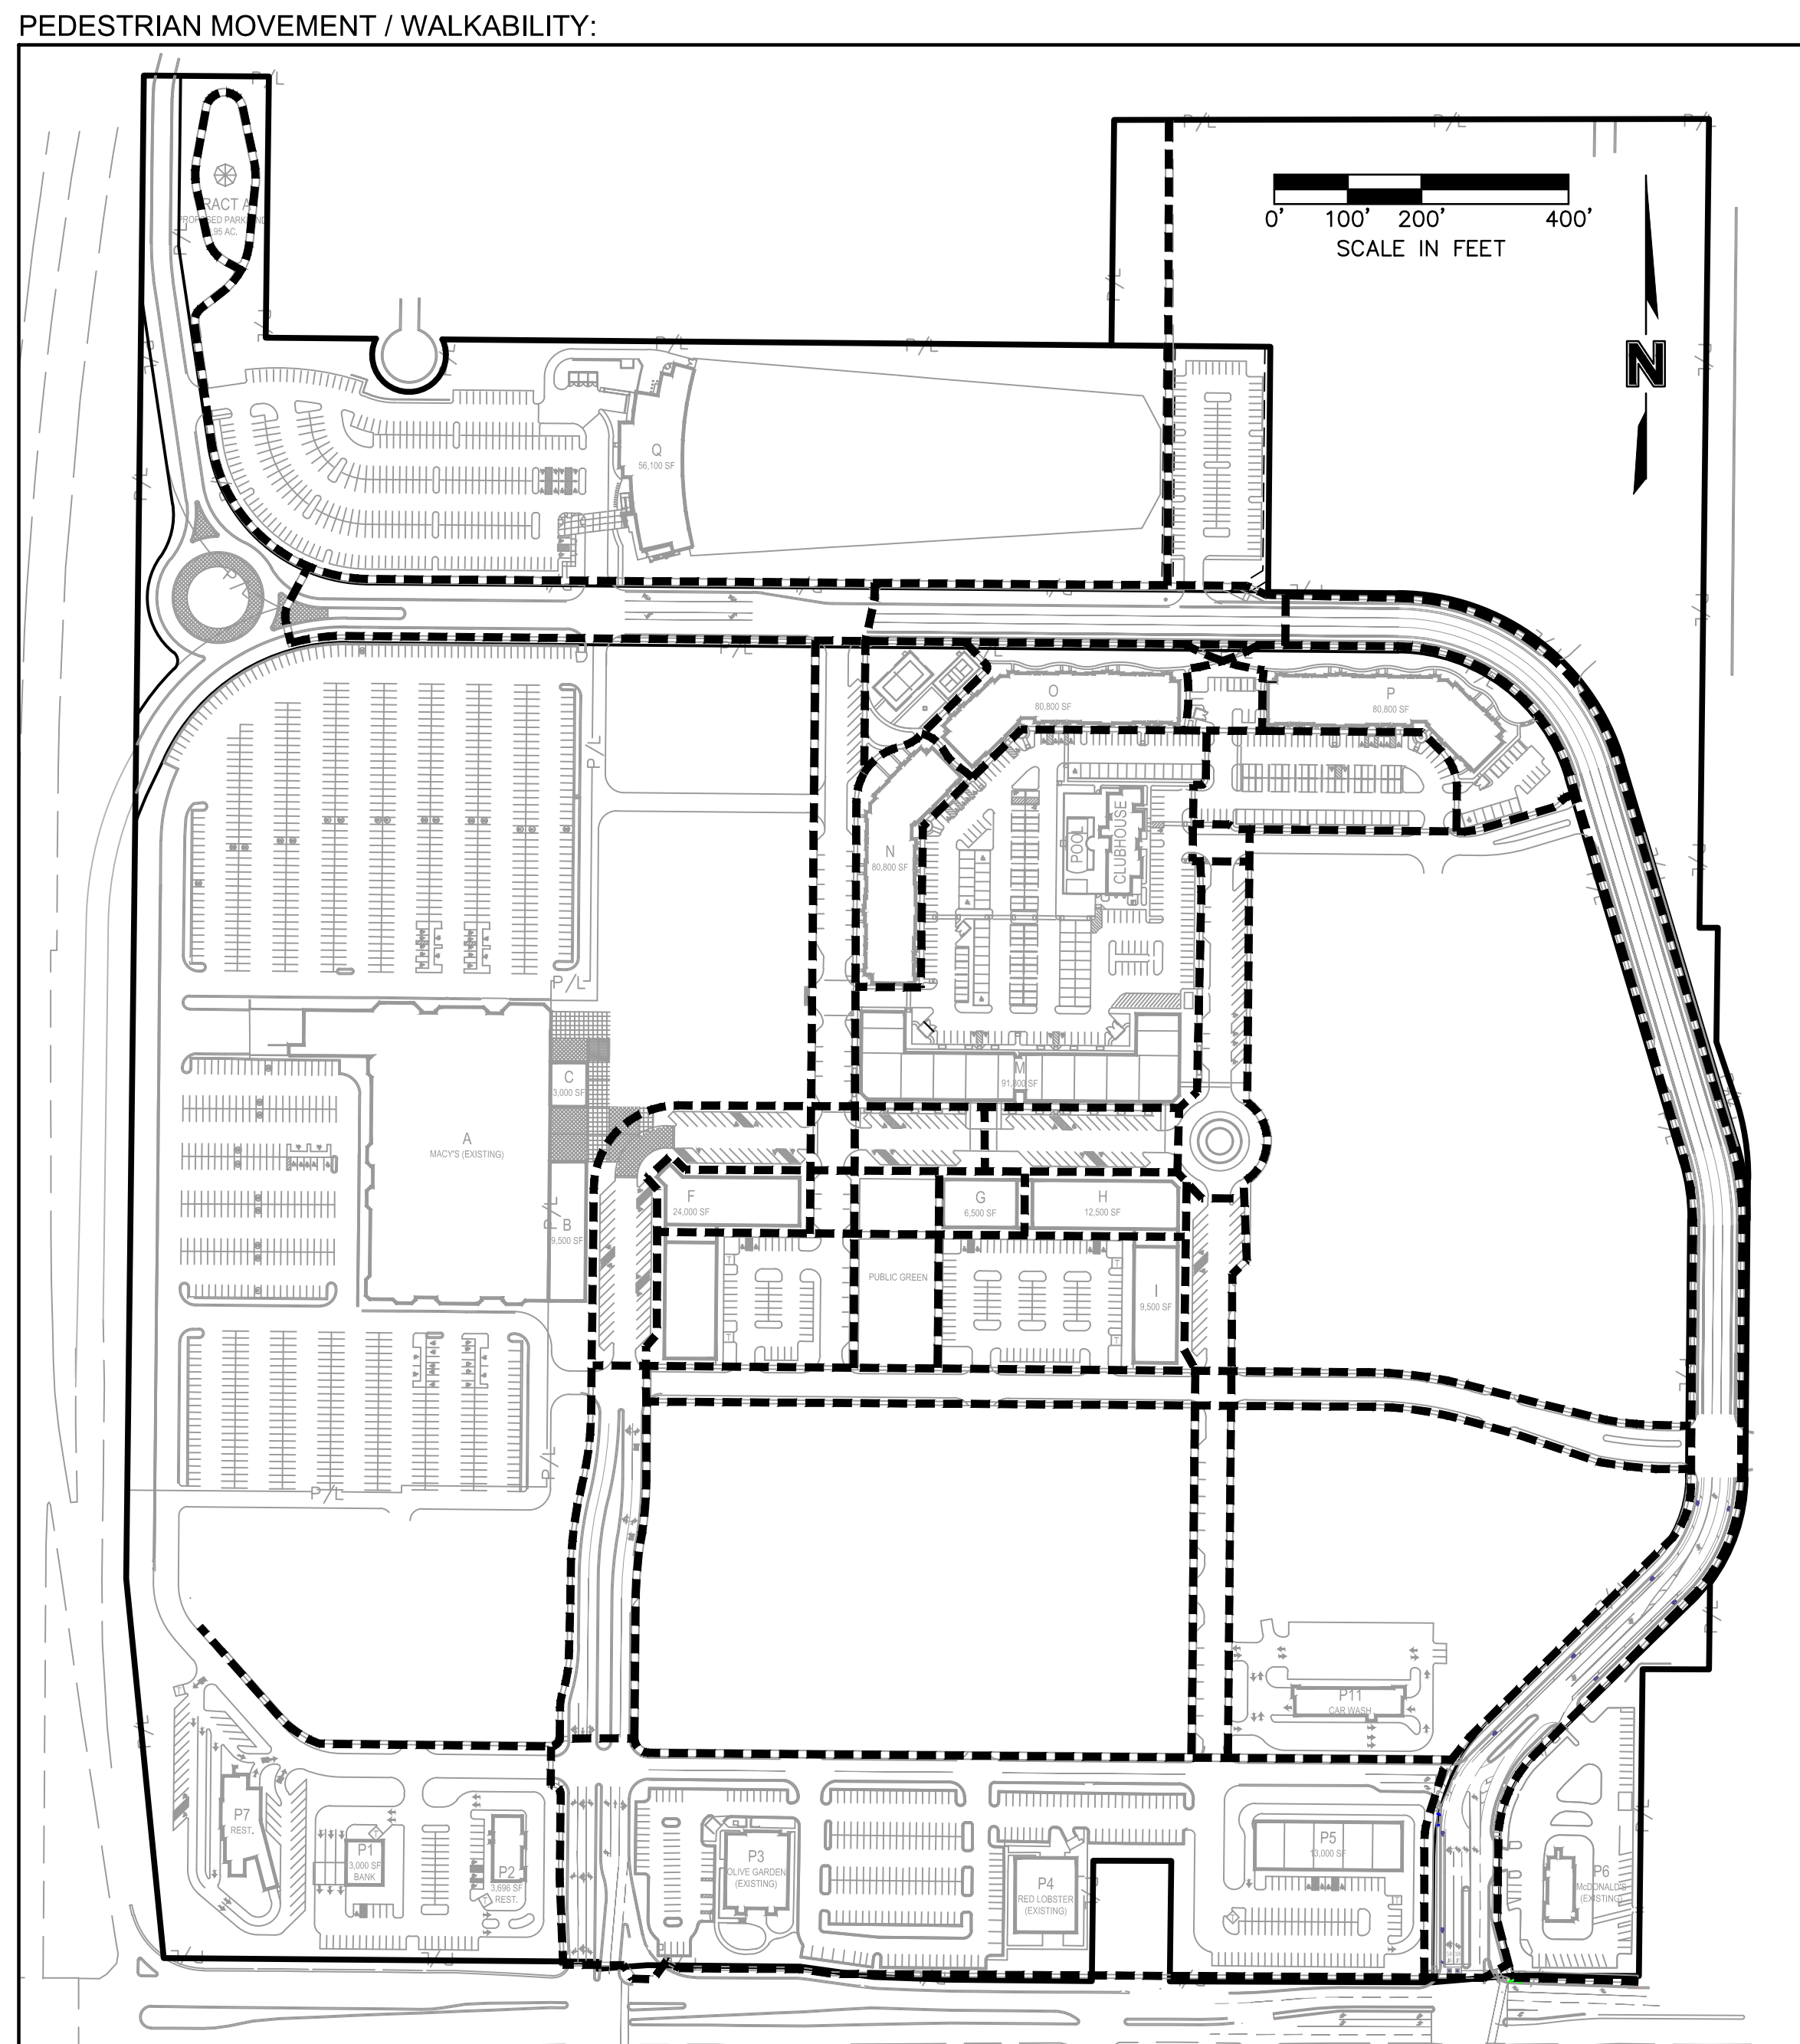 PEDESTRIAN MOVEMENT / WALKABILITY:
P/L
P/L
P/L
P/L
0' 100' 200' 400'
SCALE IN FEET
N
RACT A
.95 AC.
P/L
P/L
P/L
P/L
P/L
P/L
P/L
P/L
Q
56,100 SF
P/L
P/L
P/L
P/L
O
80,800 SF
P
80,800 SF
P/L
N
80,800 SF
POOL
CLUBHOUSE
P/L
P/L
M
91,800 SF
C
3,000 SF
A
MACY'S (EXISTING)
F
24,000 SF
G
6,500 SF
H
12,500 SF
B
9,500 SF
P/L
PUBLIC GREEN
I
9,500 SF
P/L
P/L
P/L
P11
CAR WASH
P/L
P7
REST.
P1
3,000 SF
BANK
P2
3,696 SF
REST.
P3
OLIVE GARDEN
(EXISTING)
P4
RED LOBSTER
(EXISTING)
P5
13,000 SF
P6
McDONALD'S
(EXISTING)
P/L
P/L